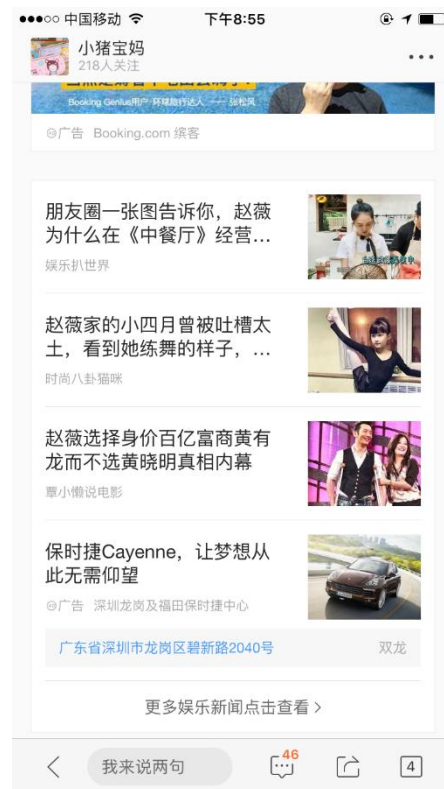 中国移动 下午8:55
小猪宝妈
218人关注
Booking Genius用户·环球旅行达人 —— 张松风
广告 Booking.com 缤客
朋友圈一张图告诉你，赵薇
为什么在《中餐厅》经营…
娱乐扒世界
赵薇家的小四月曾被吐槽太
土，看到她练舞的样子，…
时尚八卦猫咪
赵薇选择身价百亿富商黄有
龙而不选黄晓明真相内幕
覃小懒说电影
保时捷Cayenne，让梦想从
此无需仰望
广告 深圳龙岗及福田保时捷中心
广东省深圳市龙岗区碧新路2040号 双龙
更多娱乐新闻点击查看 >
我来说两句 46 4